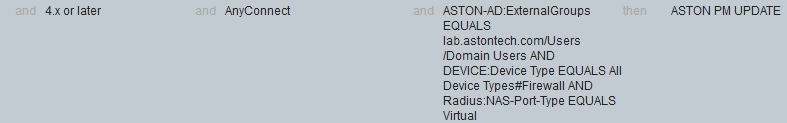 and 4.x or later and AnyConnect and ASTON-AD:ExternalGroups then ASTON PM UPDATE
EQUALS
lab.astontech.com/Users
/Domain Users AND
DEVICE:Device Type EQUALS All
Device Types#Firewall AND
Radius:NAS-Port-Type EQUALS
Virtual